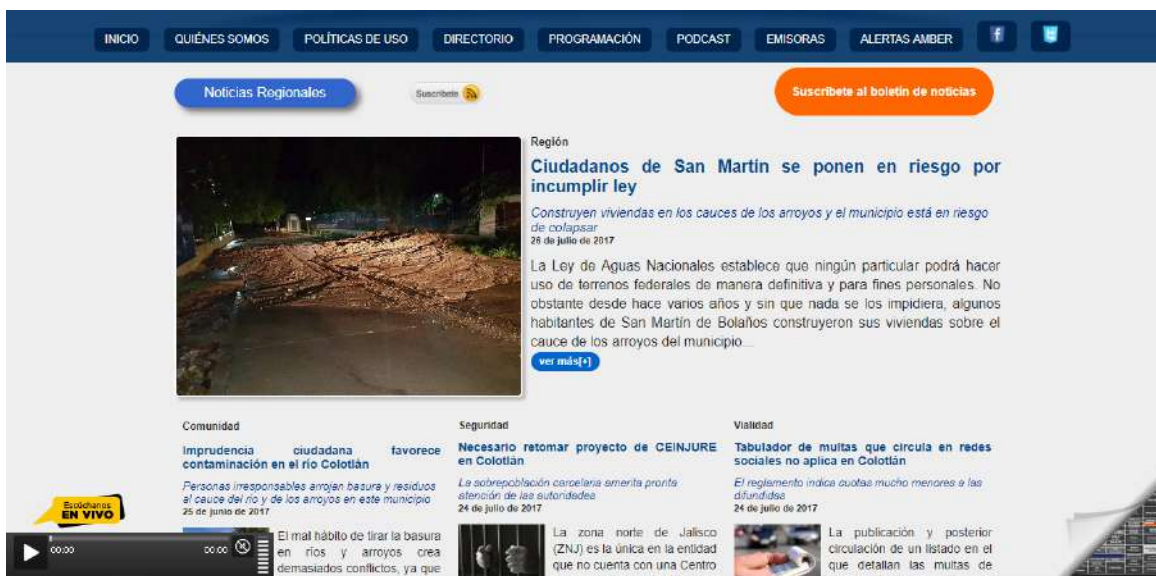 INICIO QUIÉNES SOMOS POLÍTICAS DE USO DIRECTORIO PROGRAMACIÓN PODCAST EMISORAS ALERTAS AMBER
Noticias Regionales
Suscríbete
Suscríbete al boletín de noticias
Región
Ciudadanos de San Martín se ponen en riesgo por
incumplir ley
Construyen viviendas en los cauces de los arroyos y el municipio está en riesgo
de colapsar
26 de julio de 2017
La Ley de Aguas Nacionales establece que ningún particular podrá hacer
uso de terrenos federales de manera definitiva y para fines personales. No
obstante desde hace varios años y sin que nada se los impidiera, algunos
habitantes de San Martín de Bolaños construyeron sus viviendas sobre el
cauce de los arroyos del municipio...
ver más[+]
Comunidad
Imprudencia ciudadana favorece
contaminación en el río Colotlán
Personas irresponsables arrojan basura y residuos
al cauce del río y de los arroyos en este municipio
25 de junio de 2017
El mal hábito de tirar la basura
en ríos y arroyos crea
demasiados conflictos, ya que
Seguridad
Necesario retomar proyecto de CEINJURE
en Colotlán
La sobrepoblación carcelaria amerita pronta
atención de las autoridades
24 de julio de 2017
La zona norte de Jalisco
(ZNJ) es la única en la entidad
que no cuenta con una Centro
Vialidad
Tabulador de multas que circula en redes
sociales no aplica en Colotlán
El reglamento indica cuotas mucho menores a las
difundidas
24 de julio de 2017
La publicación y posterior
circulación de un listado en el
que detallan las multas de
Escúchanos
EN VIVO
00:00 00:00